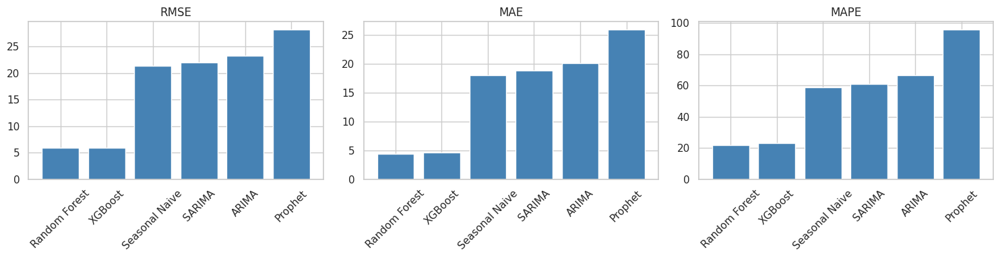 RMSE
25
20
15
10
5
0
Random Forest
XGBoost
Seasonal Naive
SARIMA
ARIMA
Prophet
MAE
25
20
15
10
5
0
Random Forest
XGBoost
Seasonal Naive
SARIMA
ARIMA
Prophet
MAPE
100
80
60
40
20
0
Random Forest
XGBoost
Seasonal Naive
SARIMA
ARIMA
Prophet